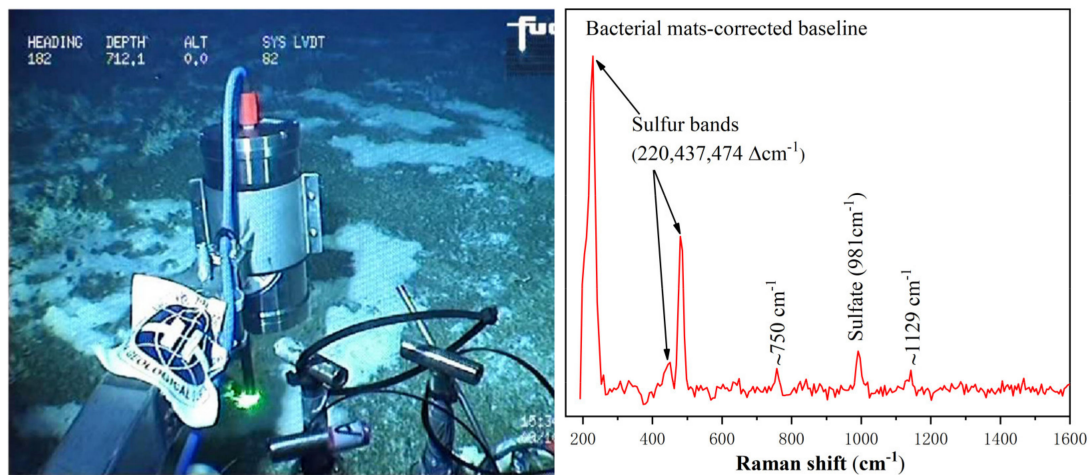 HEADING DEPTH ALT SYS LVDT
182 712.1 0.0 82
Bacterial mats-corrected baseline
Sulfur bands
(220,437,474 Δcm⁻¹)
~750 cm⁻¹
Sulfate (981cm⁻¹)
~1129 cm⁻¹
200 400 600 800 1000 1200 1400 1600
Raman shift (cm⁻¹)